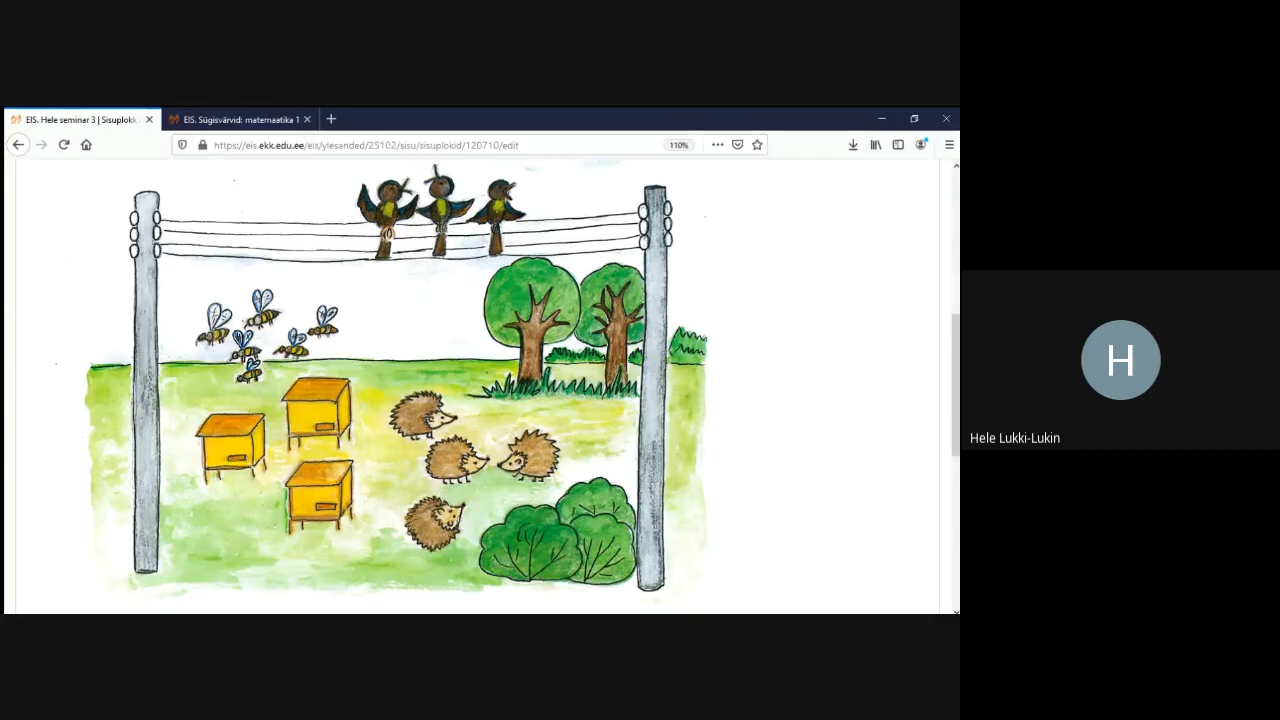 EIS. Hele seminar 3 | Sisuplokk
EIS. Sügisvärvid: matemaatika 1
https://eis.ekk.edu.ee/eis/ylesanded/25102/sisu/sisuplokid/120710/edit
110%
H
Hele Lukki-Lukin